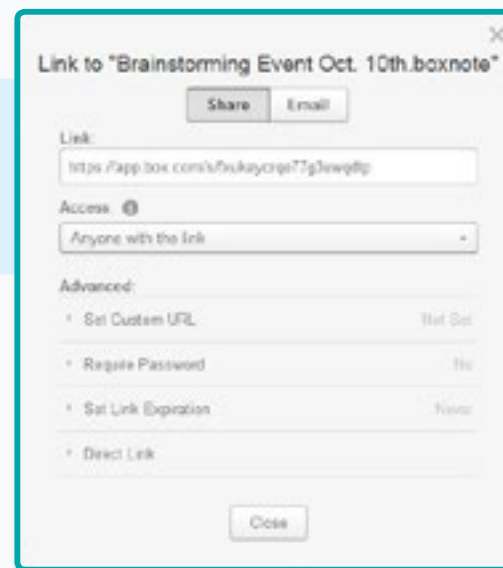 Link to "Brainstorming Event Oct. 10th.boxnote"
Share Email
Link:
Access:
Anyone with the link
Advanced:
Set Custom URL Not Set
Require Password No
Set Link Expiration Never
Direct Link
Close